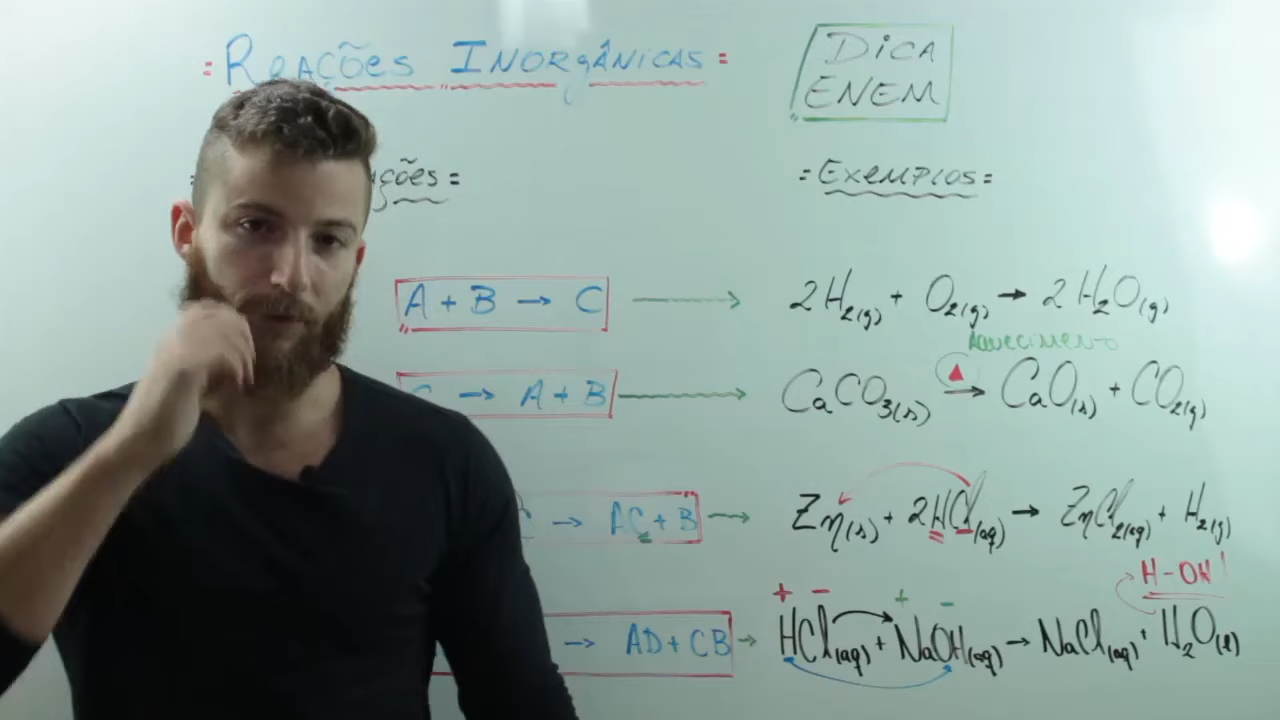 = Reações Inorgânicas =
Dica
ENEM
ções =
= Exemplos =
A + B → C → 2H₂(g) + O₂(g) → 2H₂O(g)
Aquecimento
→ A + B → CaCO₃(s) ▲→ CaO(s) + CO₂(g)
→ AC + B → Zn(s) + 2HCl(aq) → ZnCl₂(aq) + H₂(g)
H-OH
+ - + -
→ AD + CB → HCl(aq) + NaOH(aq) → NaCl(aq) + H₂O(l)